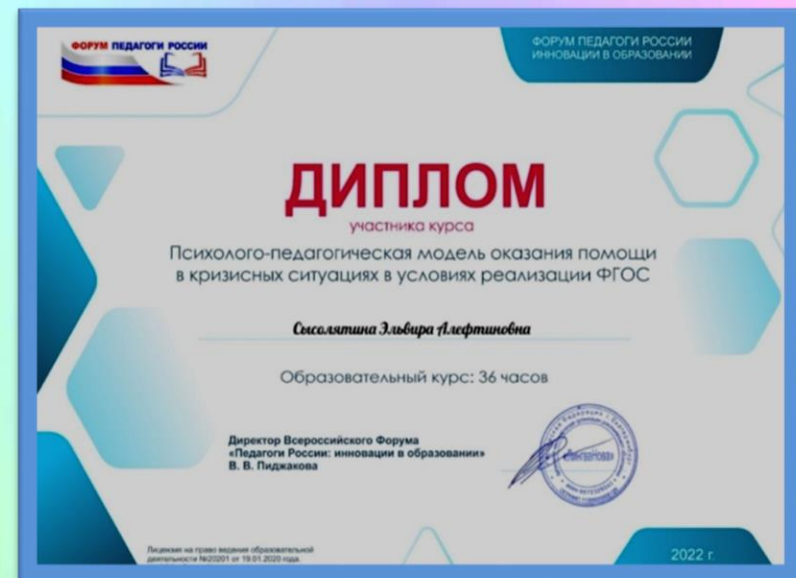 ФОРУМ ПЕДАГОГИ РОССИИ
ФОРУМ ПЕДАГОГИ РОССИИ
ИННОВАЦИИ В ОБРАЗОВАНИИ
ДИПЛОМ
участника курса
Психолого-педагогическая модель оказания помощи
в кризисных ситуациях в условиях реализации ФГОС
Сысолятина Эльвира Алефтиновна
Образовательный курс: 36 часов
Директор Всероссийского Форума
«Педагоги России: инновации в образовании»
В. В. Пиджакова
Лицензия на право ведения образовательной
деятельности №20201 от 19.01.2020 года.
2022 г.